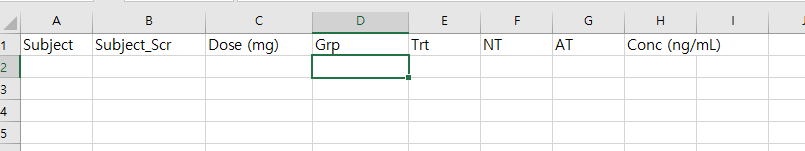 A B C D E F G H I
1 Subject Subject_Scr Dose (mg) Grp Trt NT AT Conc (ng/mL)
2
3
4
5